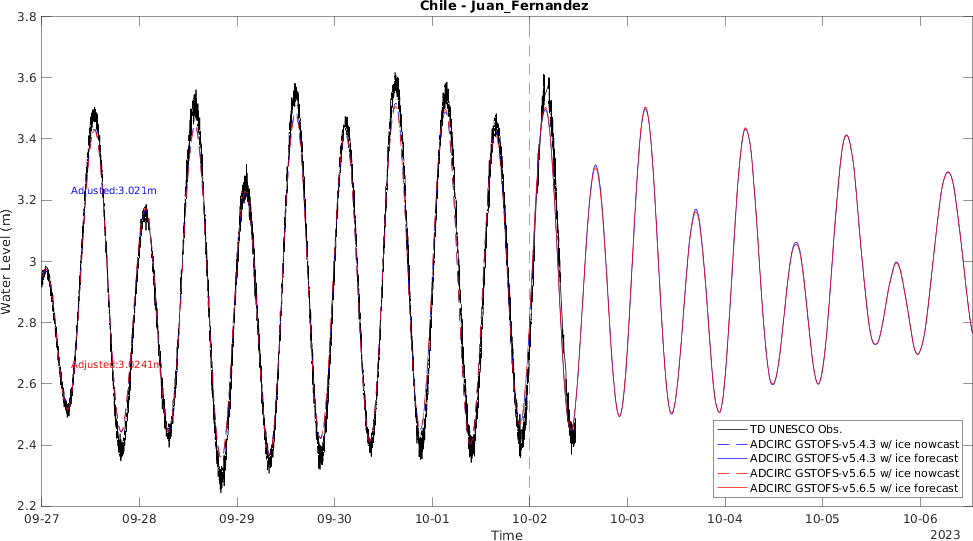 Chile - Juan_Fernandez
3.8
3.6
3.4
3.2
3
2.8
2.6
2.4
2.2
Water Level (m)
Adjusted:3.021m
Adjusted:3.0241m
TD UNESCO Obs.
ADCIRC GSTOFS-v5.4.3 w/ ice nowcast
ADCIRC GSTOFS-v5.4.3 w/ ice forecast
ADCIRC GSTOFS-v5.6.5 w/ ice nowcast
ADCIRC GSTOFS-v5.6.5 w/ ice forecast
09-27 09-28 09-29 09-30 10-01 10-02 10-03 10-04 10-05 10-06
Time
2023